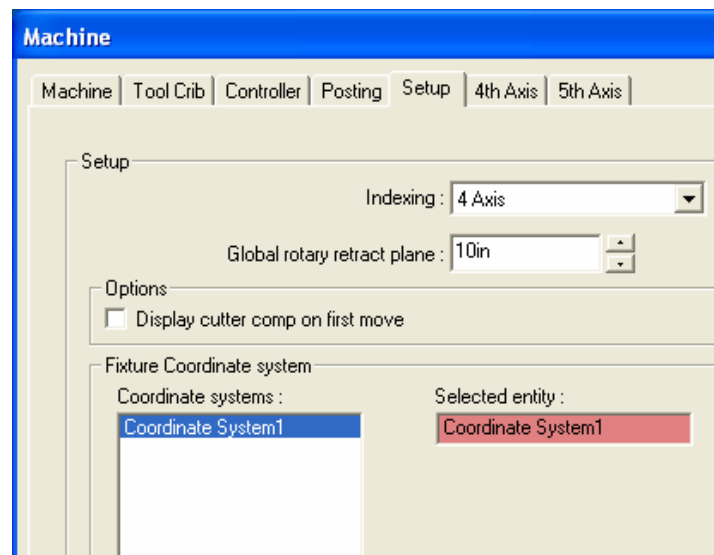 Machine
Machine Tool Crib Controller Posting Setup 4th Axis 5th Axis
Setup
Indexing : 4 Axis
Global rotary retract plane : 10in
Options
Display cutter comp on first move
Fixture Coordinate system
Coordinate systems : Selected entity :
Coordinate System1 Coordinate System1